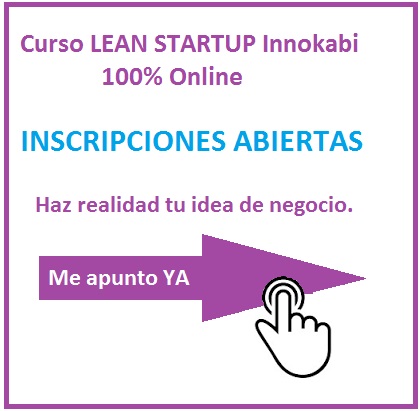 Curso LEAN STARTUP Innokabi
100% Online
INSCRIPCIONES ABIERTAS
Haz realidad tu idea de negocio.
Me apunto YA